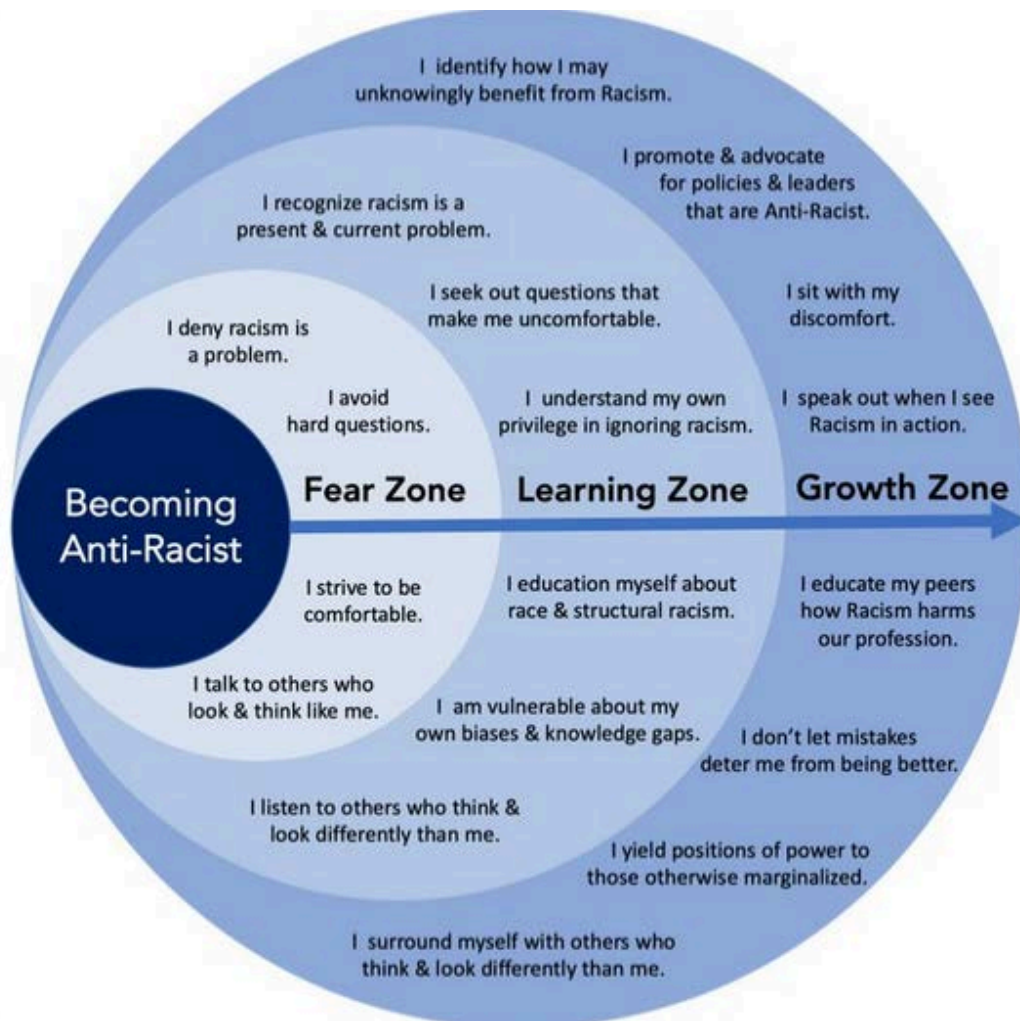 I identify how I may
unknowingly benefit from Racism.
I promote & advocate
for policies & leaders
that are Anti-Racist.
I recognize racism is a
present & current problem.
I seek out questions that
make me uncomfortable.
I sit with my
discomfort.
I deny racism is
a problem.
I avoid
hard questions.
I understand my own
privilege in ignoring racism.
I speak out when I see
Racism in action.
Becoming
Anti-Racist
Fear Zone
Learning Zone
Growth Zone
I strive to be
comfortable.
I education myself about
race & structural racism.
I educate my peers
how Racism harms
our profession.
I talk to others who
look & think like me.
I am vulnerable about my
own biases & knowledge gaps.
I don't let mistakes
deter me from being better.
I listen to others who think &
look differently than me.
I yield positions of power to
those otherwise marginalized.
I surround myself with others who
think & look differently than me.